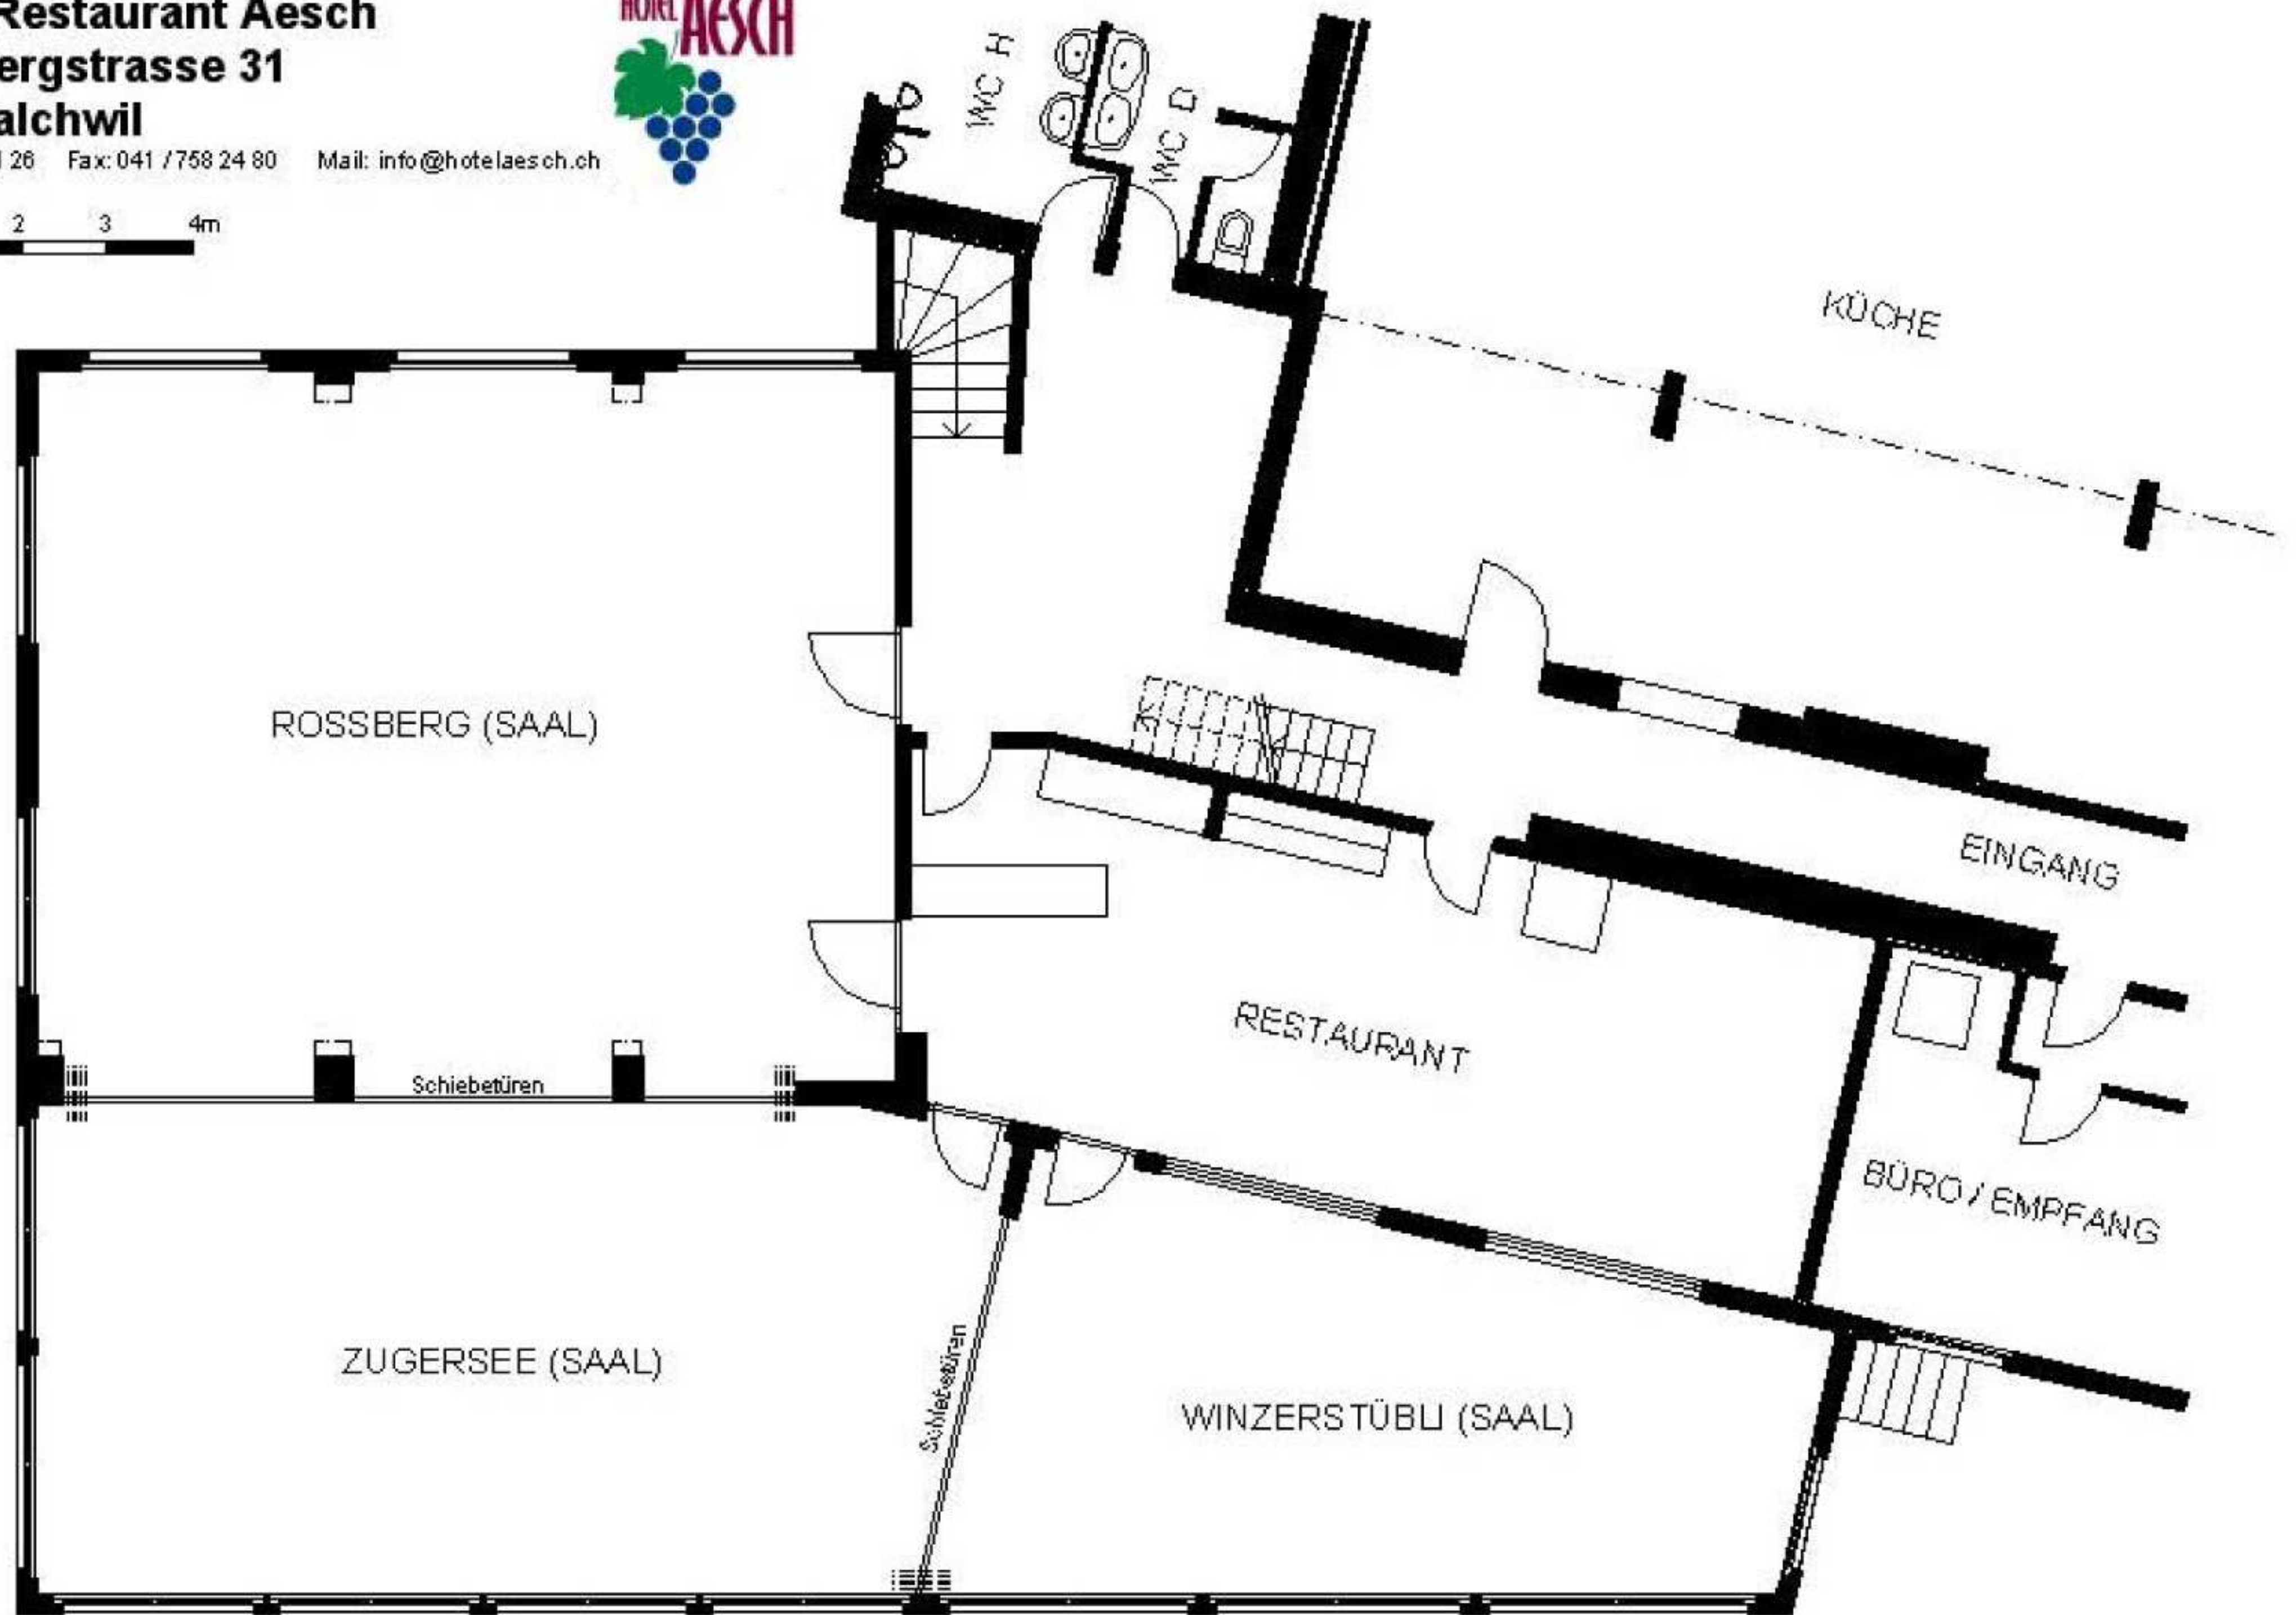 Restaurant Aesch
ergstrasse 31
alchwil
26 Fax: 041 / 758 24 80 Mail: info@hotelaesch.ch
HOTEL
AESCH
2 3 4m
WC H
WC D
KÜCHE
ROSSBERG (SAAL)
EINGANG
RESTAURANT
Schiebetüren
BÜRO / EMPFANG
ZUGERSEE (SAAL)
Schiebetüren
WINZERSTÜBLI (SAAL)